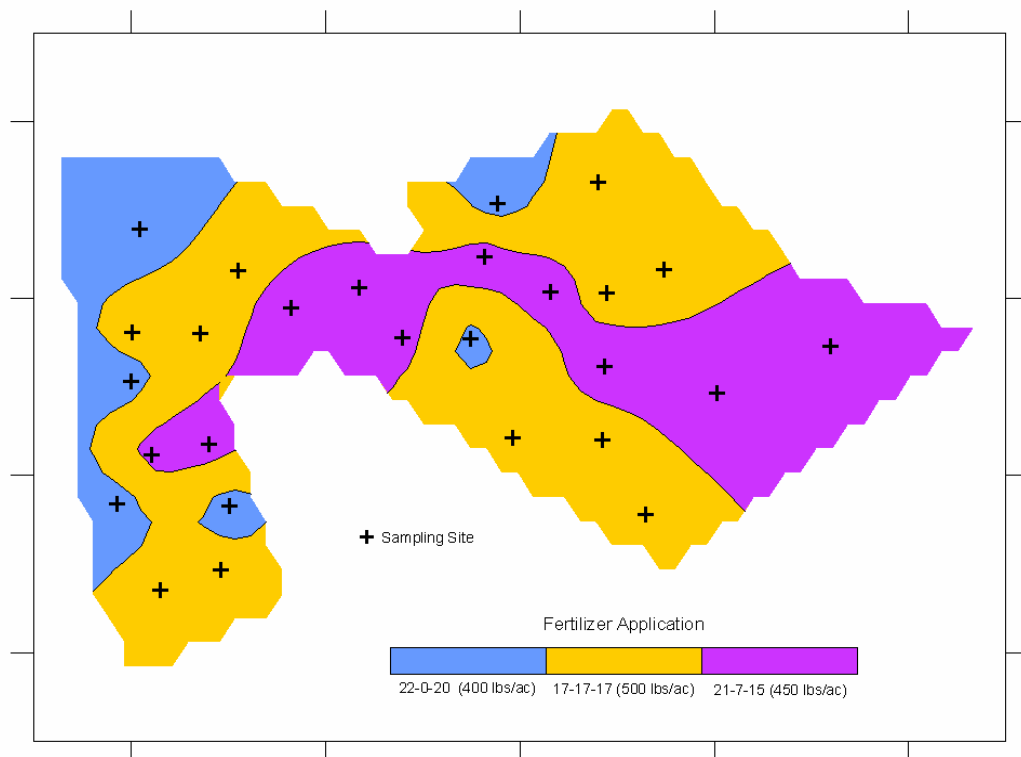 Sampling Site
Fertilizer Application
22-0-20 (400 lbs/ac) 17-17-17 (500 lbs/ac) 21-7-15 (450 lbs/ac)